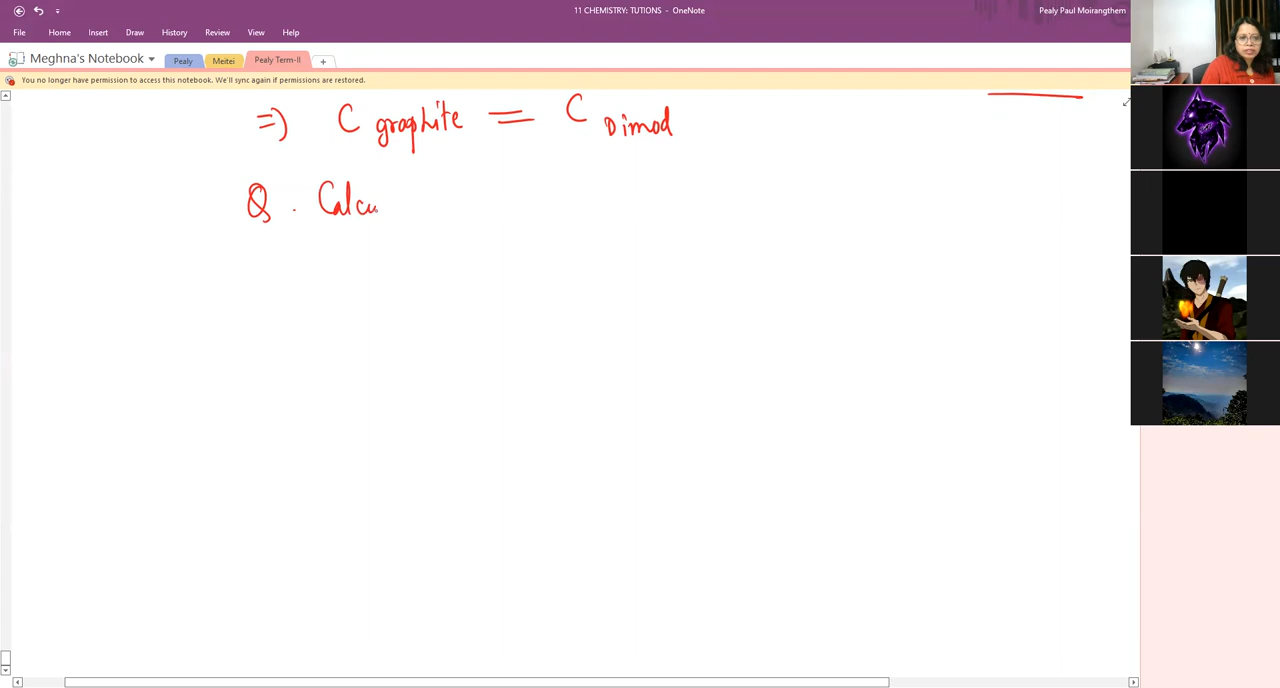 11 CHEMISTRY: TUTIONS - OneNote
Pealy Paul Moirangthem
File Home Insert Draw History Review View Help
Meghna's Notebook Pealy Meitei Pealy Term-II +
You no longer have permission to access this notebook. We'll sync again if permissions are restored.
=> C graphite = C Dimod
Q . Calcu